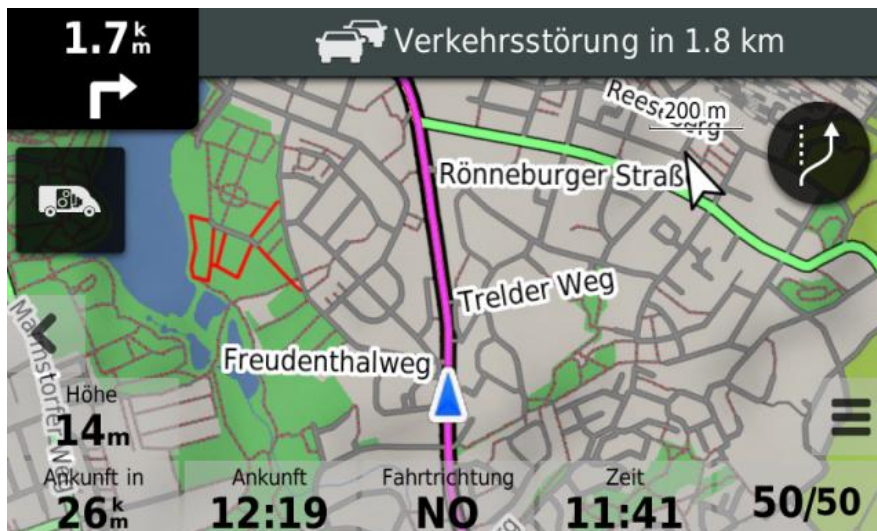 1.7 km
Verkehrsstörung in 1.8 km
200 m
Rönneburger Straß
Trelder Weg
Freudenthalweg
Höhe
14m
Ankunft in
26 km
Ankunft
12:19
Fahrtrichtung
NO
Zeit
11:41
50/50